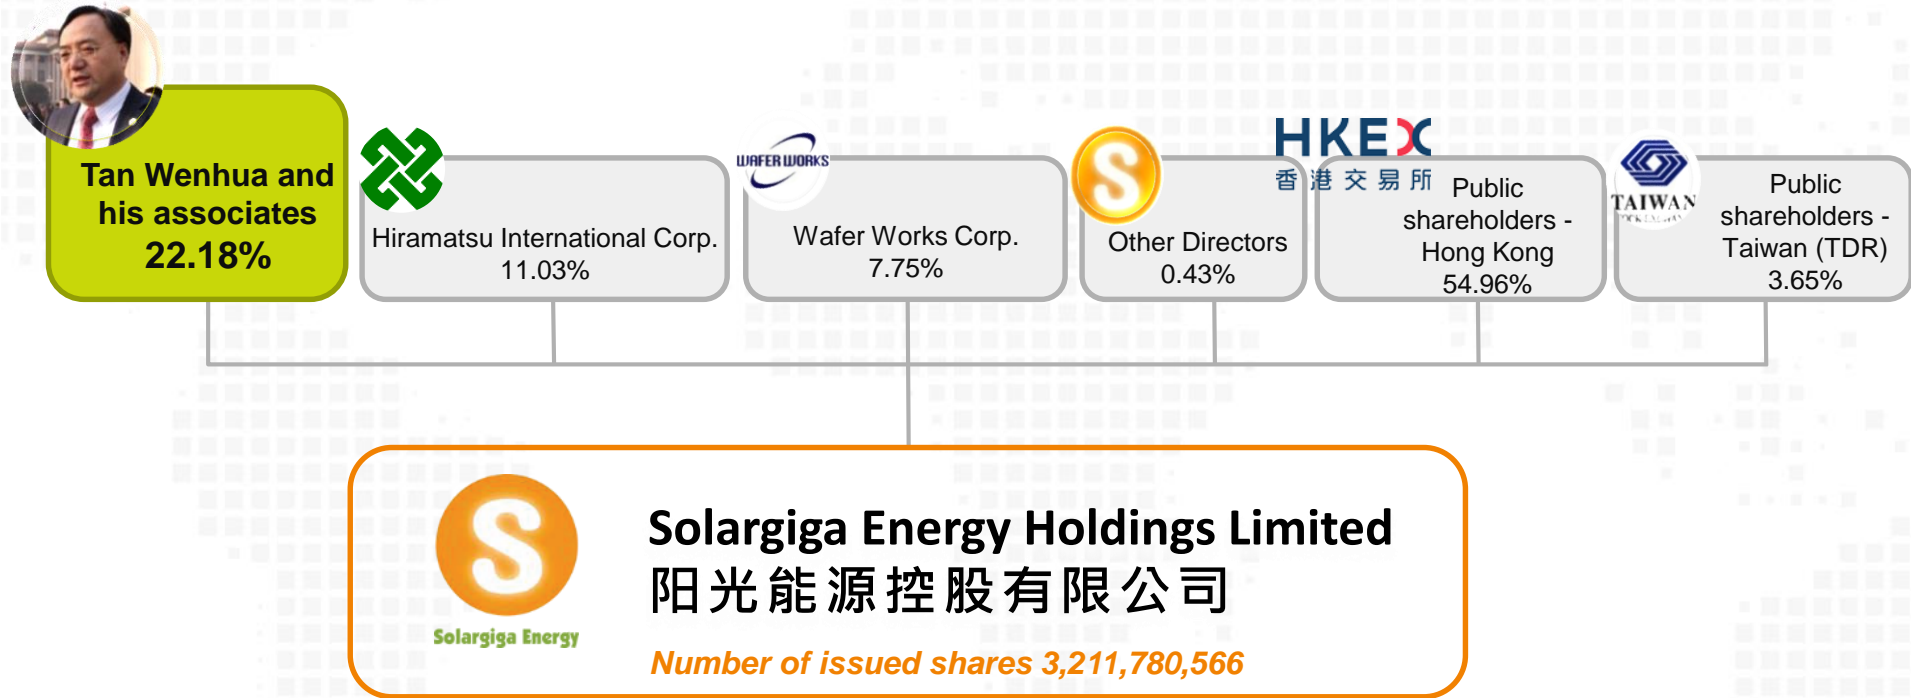 Tan Wenhua and
his associates
22.18%
Hiramatsu International Corp.
11.03%
WAFER WORKS
Wafer Works Corp.
7.75%
S
Other Directors
0.43%
HKEX
香港交易所
Public
shareholders -
Hong Kong
54.96%
TAIWAN
Public
shareholders -
Taiwan (TDR)
3.65%
S
Solargiga Energy
Solargiga Energy Holdings Limited
阳光能源控股有限公司
Number of issued shares 3,211,780,566